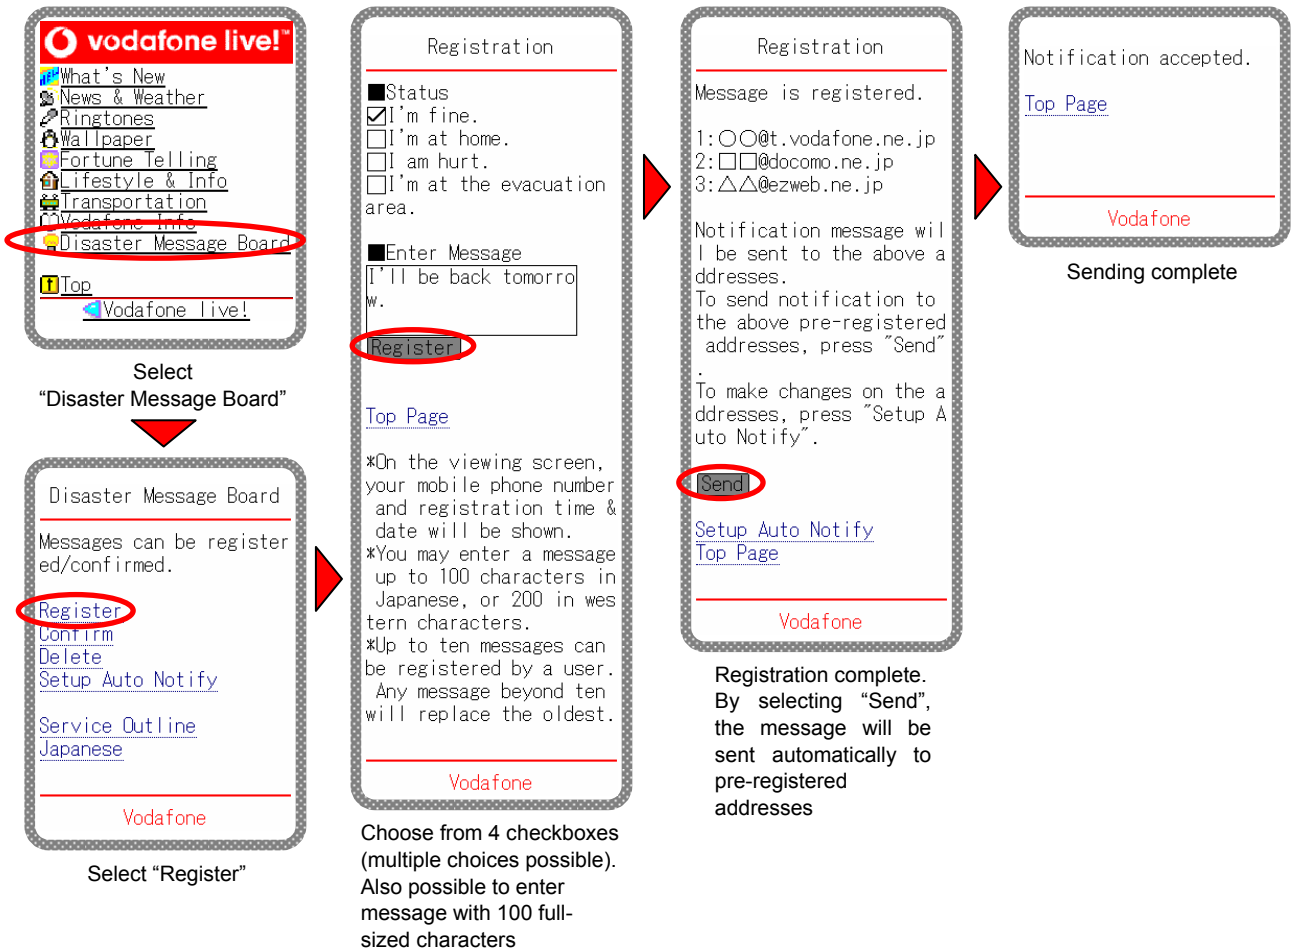 vodafone live!™
What's New
News & Weather
Ringtones
Wallpaper
Fortune Telling
Lifestyle & Info
Transportation
Vodafone Info
Disaster Message Board
Top
Vodafone live!
Select
“Disaster Message Board”
Disaster Message Board
Messages can be register
ed/confirmed.
Register
Confirm
Delete
Setup Auto Notify
Service Outline
Japanese
Vodafone
Select “Register”
Registration
■Status
I'm fine.
I'm at home.
I am hurt.
I'm at the evacuation
area.
■Enter Message
I'll be back tomorro
w.
Register
Top Page
*On the viewing screen,
your mobile phone number
and registration time &
date will be shown.
*You may enter a message
up to 100 characters in
Japanese, or 200 in wes
tern characters.
*Up to ten messages can
be registered by a user.
Any message beyond ten
will replace the oldest.
Vodafone
Choose from 4 checkboxes
(multiple choices possible).
Also possible to enter
message with 100 full-
sized characters
Registration
Message is registered.
1:○○@t.vodafone.ne.jp
2:□□@docomo.ne.jp
3:△△@ezweb.ne.jp
Notification message wil
l be sent to the above a
ddresses.
To send notification to
the above pre-registered
addresses, press "Send"
.
To make changes on the a
ddresses, press "Setup A
uto Notify".
Send
Setup Auto Notify
Top Page
Vodafone
Registration complete.
By selecting “Send”,
the message will be
sent automatically to
pre-registered
addresses
Notification accepted.
Top Page
Vodafone
Sending complete